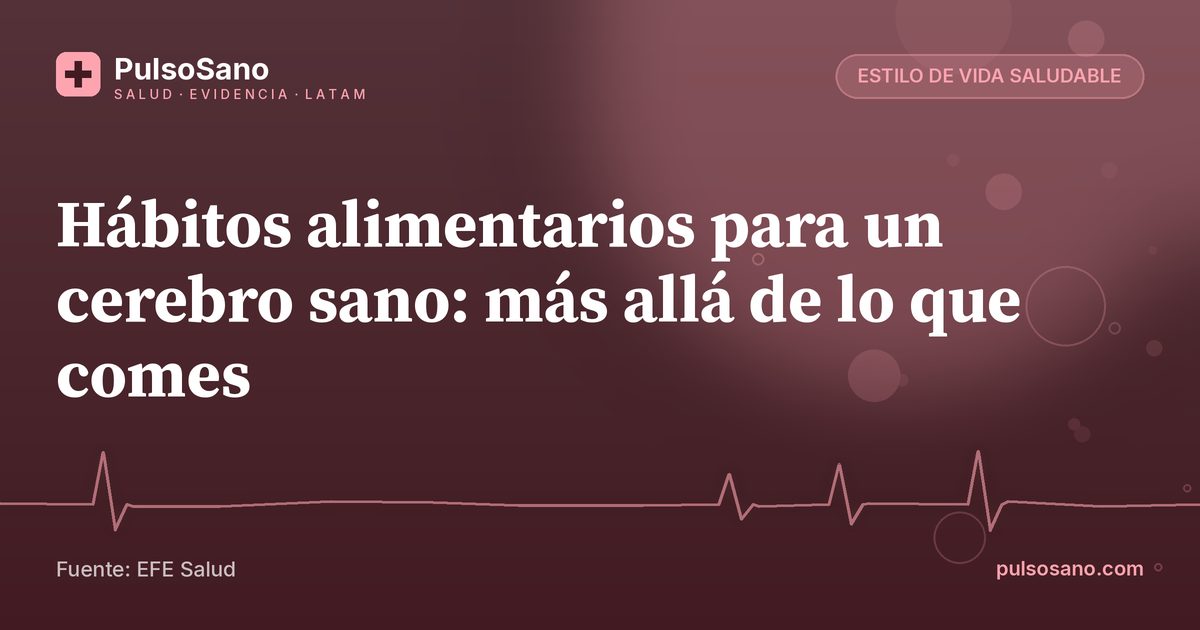 PulsoSano
SALUD · EVIDENCIA · LATAM
ESTILO DE VIDA SALUDABLE
Hábitos alimentarios para un
cerebro sano: más allá de lo que
comes
Fuente: EFE Salud
pulsosano.com